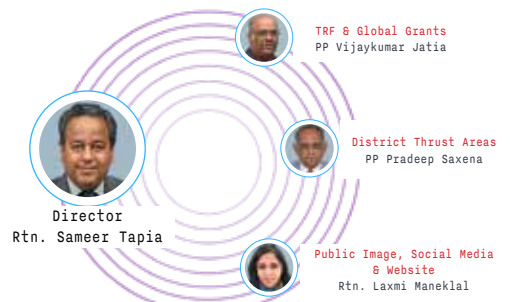 TRF & Global Grants
PP Vijaykumar Jatia
District Thrust Areas
PP Pradeep Saxena
Director
Rtn. Sameer Tapia
Public Image, Social Media
& Website
Rtn. Laxmi Maneklal